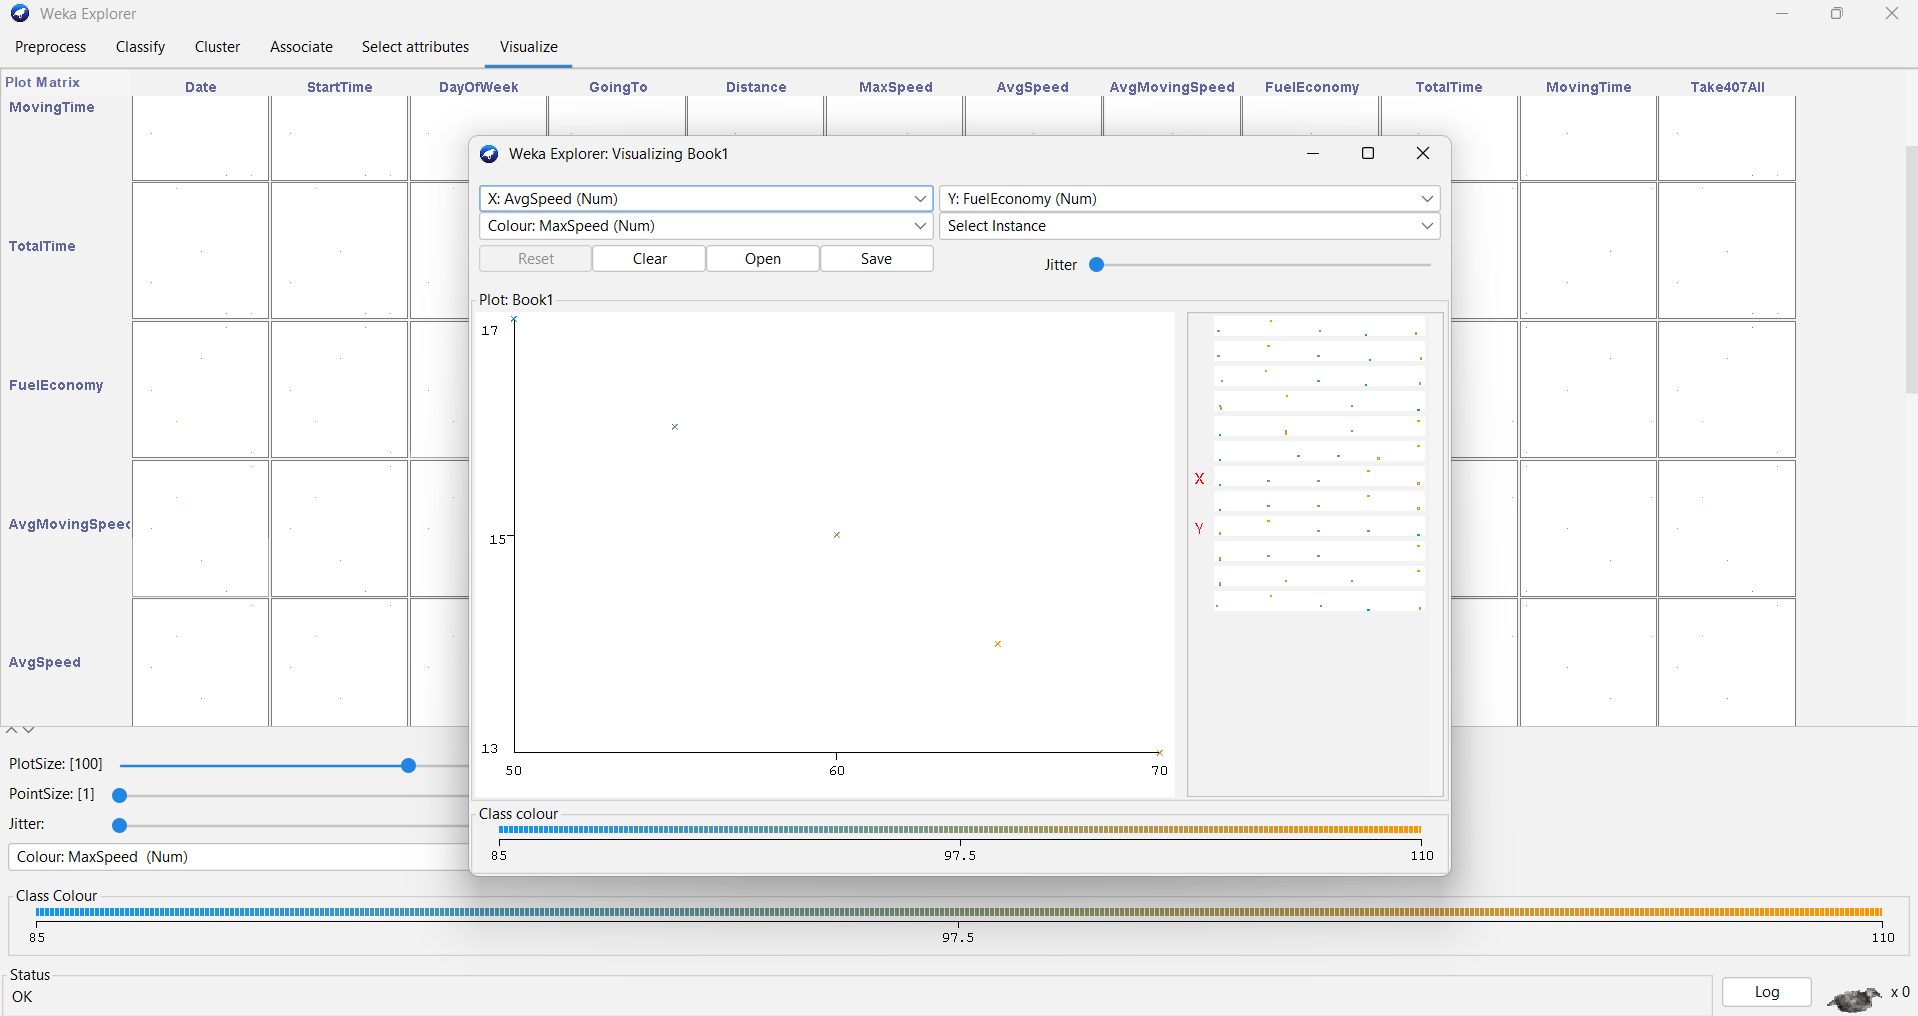 Weka Explorer
Preprocess Classify Cluster Associate Select attributes Visualize
Plot Matrix Date StartTime DayOfWeek GoingTo Distance MaxSpeed AvgSpeed AvgMovingSpeed FuelEconomy TotalTime MovingTime Take407All
MovingTime
Weka Explorer: Visualizing Book1
X: AvgSpeed (Num) Y: FuelEconomy (Num)
Colour: MaxSpeed (Num) Select Instance
TotalTime
Reset Clear Open Save Jitter
Plot: Book1
17
FuelEconomy
X
AvgMovingSpeed
Y
15
AvgSpeed
13
50 60 70
PlotSize: [100]
PointSize: [1]
Jitter:
Class colour
85 97.5 110
Colour: MaxSpeed (Num)
Class Colour
85 97.5 110
Status
OK
Log x 0